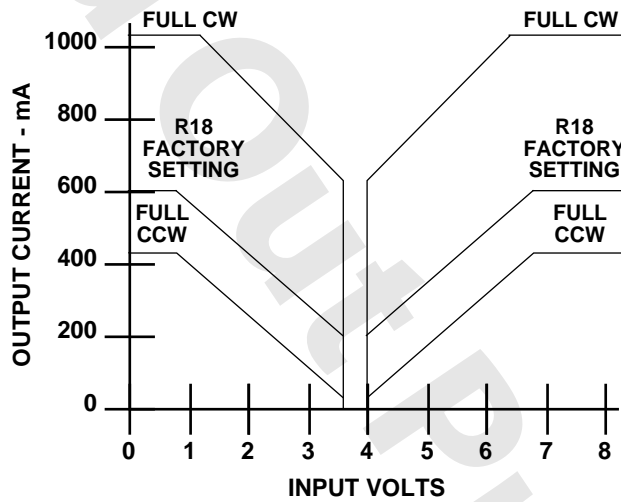 FULL CW
FULL CW
1000
800
R18
FACTORY
SETTING
R18
FACTORY
SETTING
600
FULL
CCW
FULL
CCW
400
200
0
OUTPUT CURRENT - mA
0 1 2 3 4 5 6 7 8
INPUT VOLTS